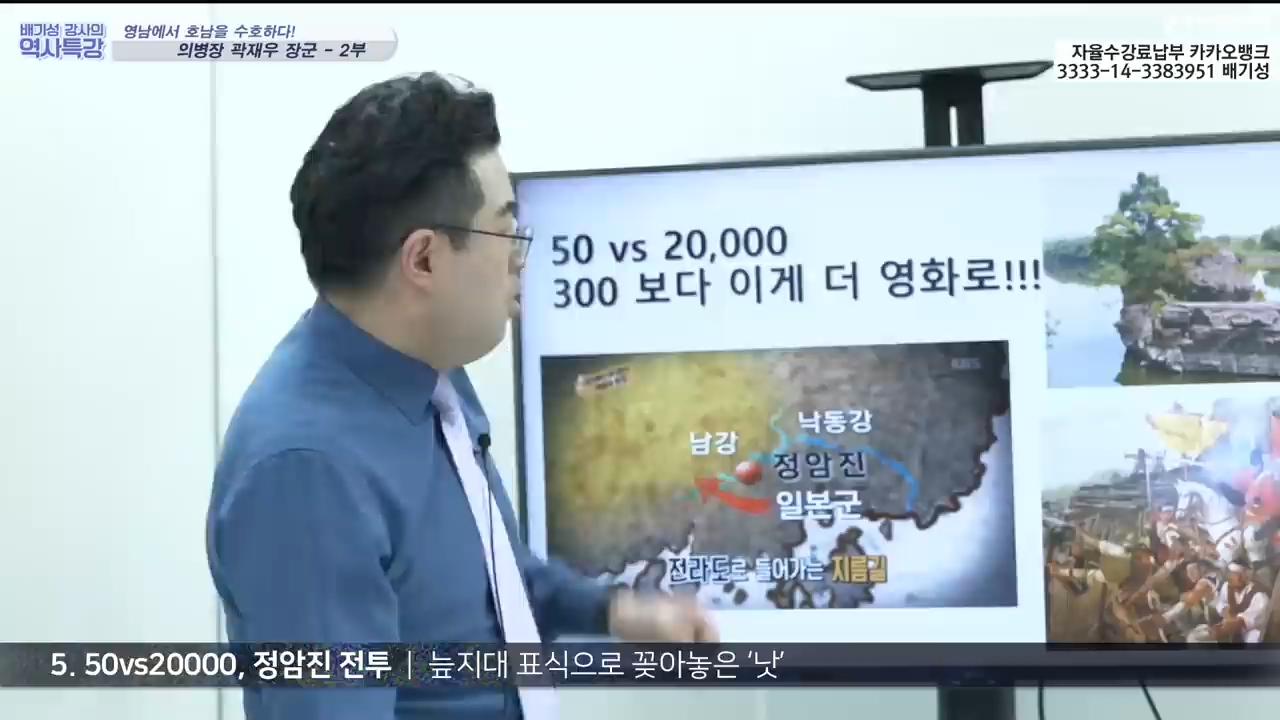 배기성 강사의
역사특강
영남에서 호남을 수호하다!
의병장 곽재우 장군 - 2부
자율수강료납부 카카오뱅크
3333-14-3383951 배기성
50 vs 20,000
300 보다 이게 더 영화로!!!
KBS
낙동강
남강
정암진
일본군
전라도로 들어가는 지름길
5. 50vs20000, 정암진 전투 | 늪지대 표식으로 꽂아놓은 ‘낫’